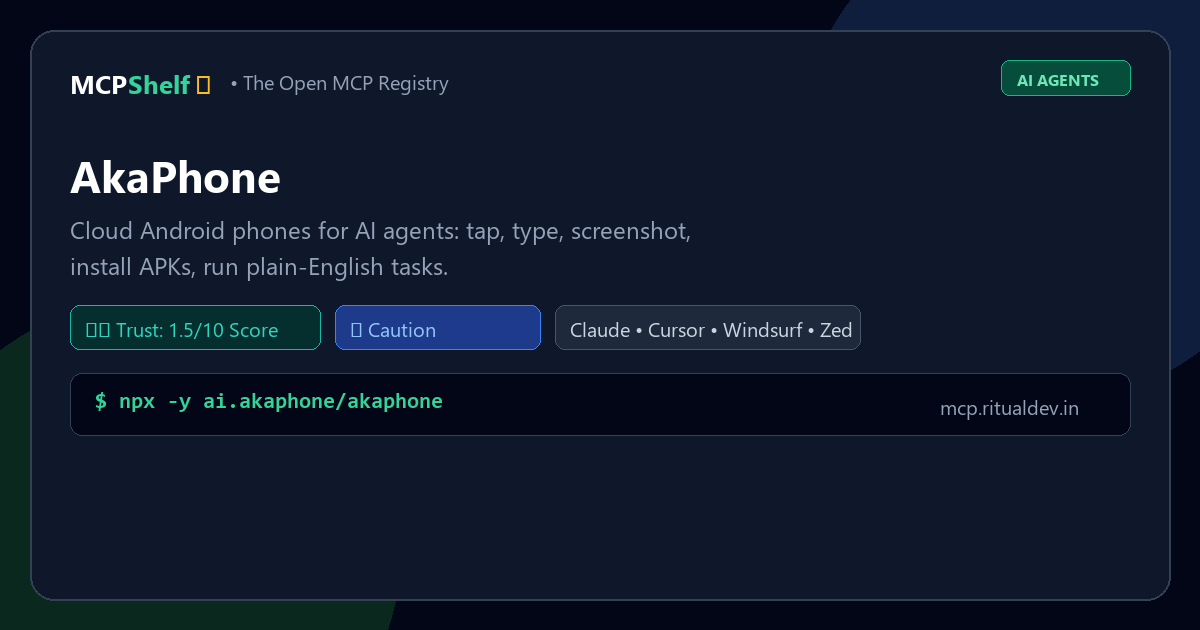 MCPShelf • The Open MCP Registry
AI AGENTS
AkaPhone
Cloud Android phones for AI agents: tap, type, screenshot,
install APKs, run plain-English tasks.
Trust: 1.5/10 Score
Caution
Claude • Cursor • Windsurf • Zed
$ npx -y ai.akaphone/akaphone
mcp.ritualdev.in